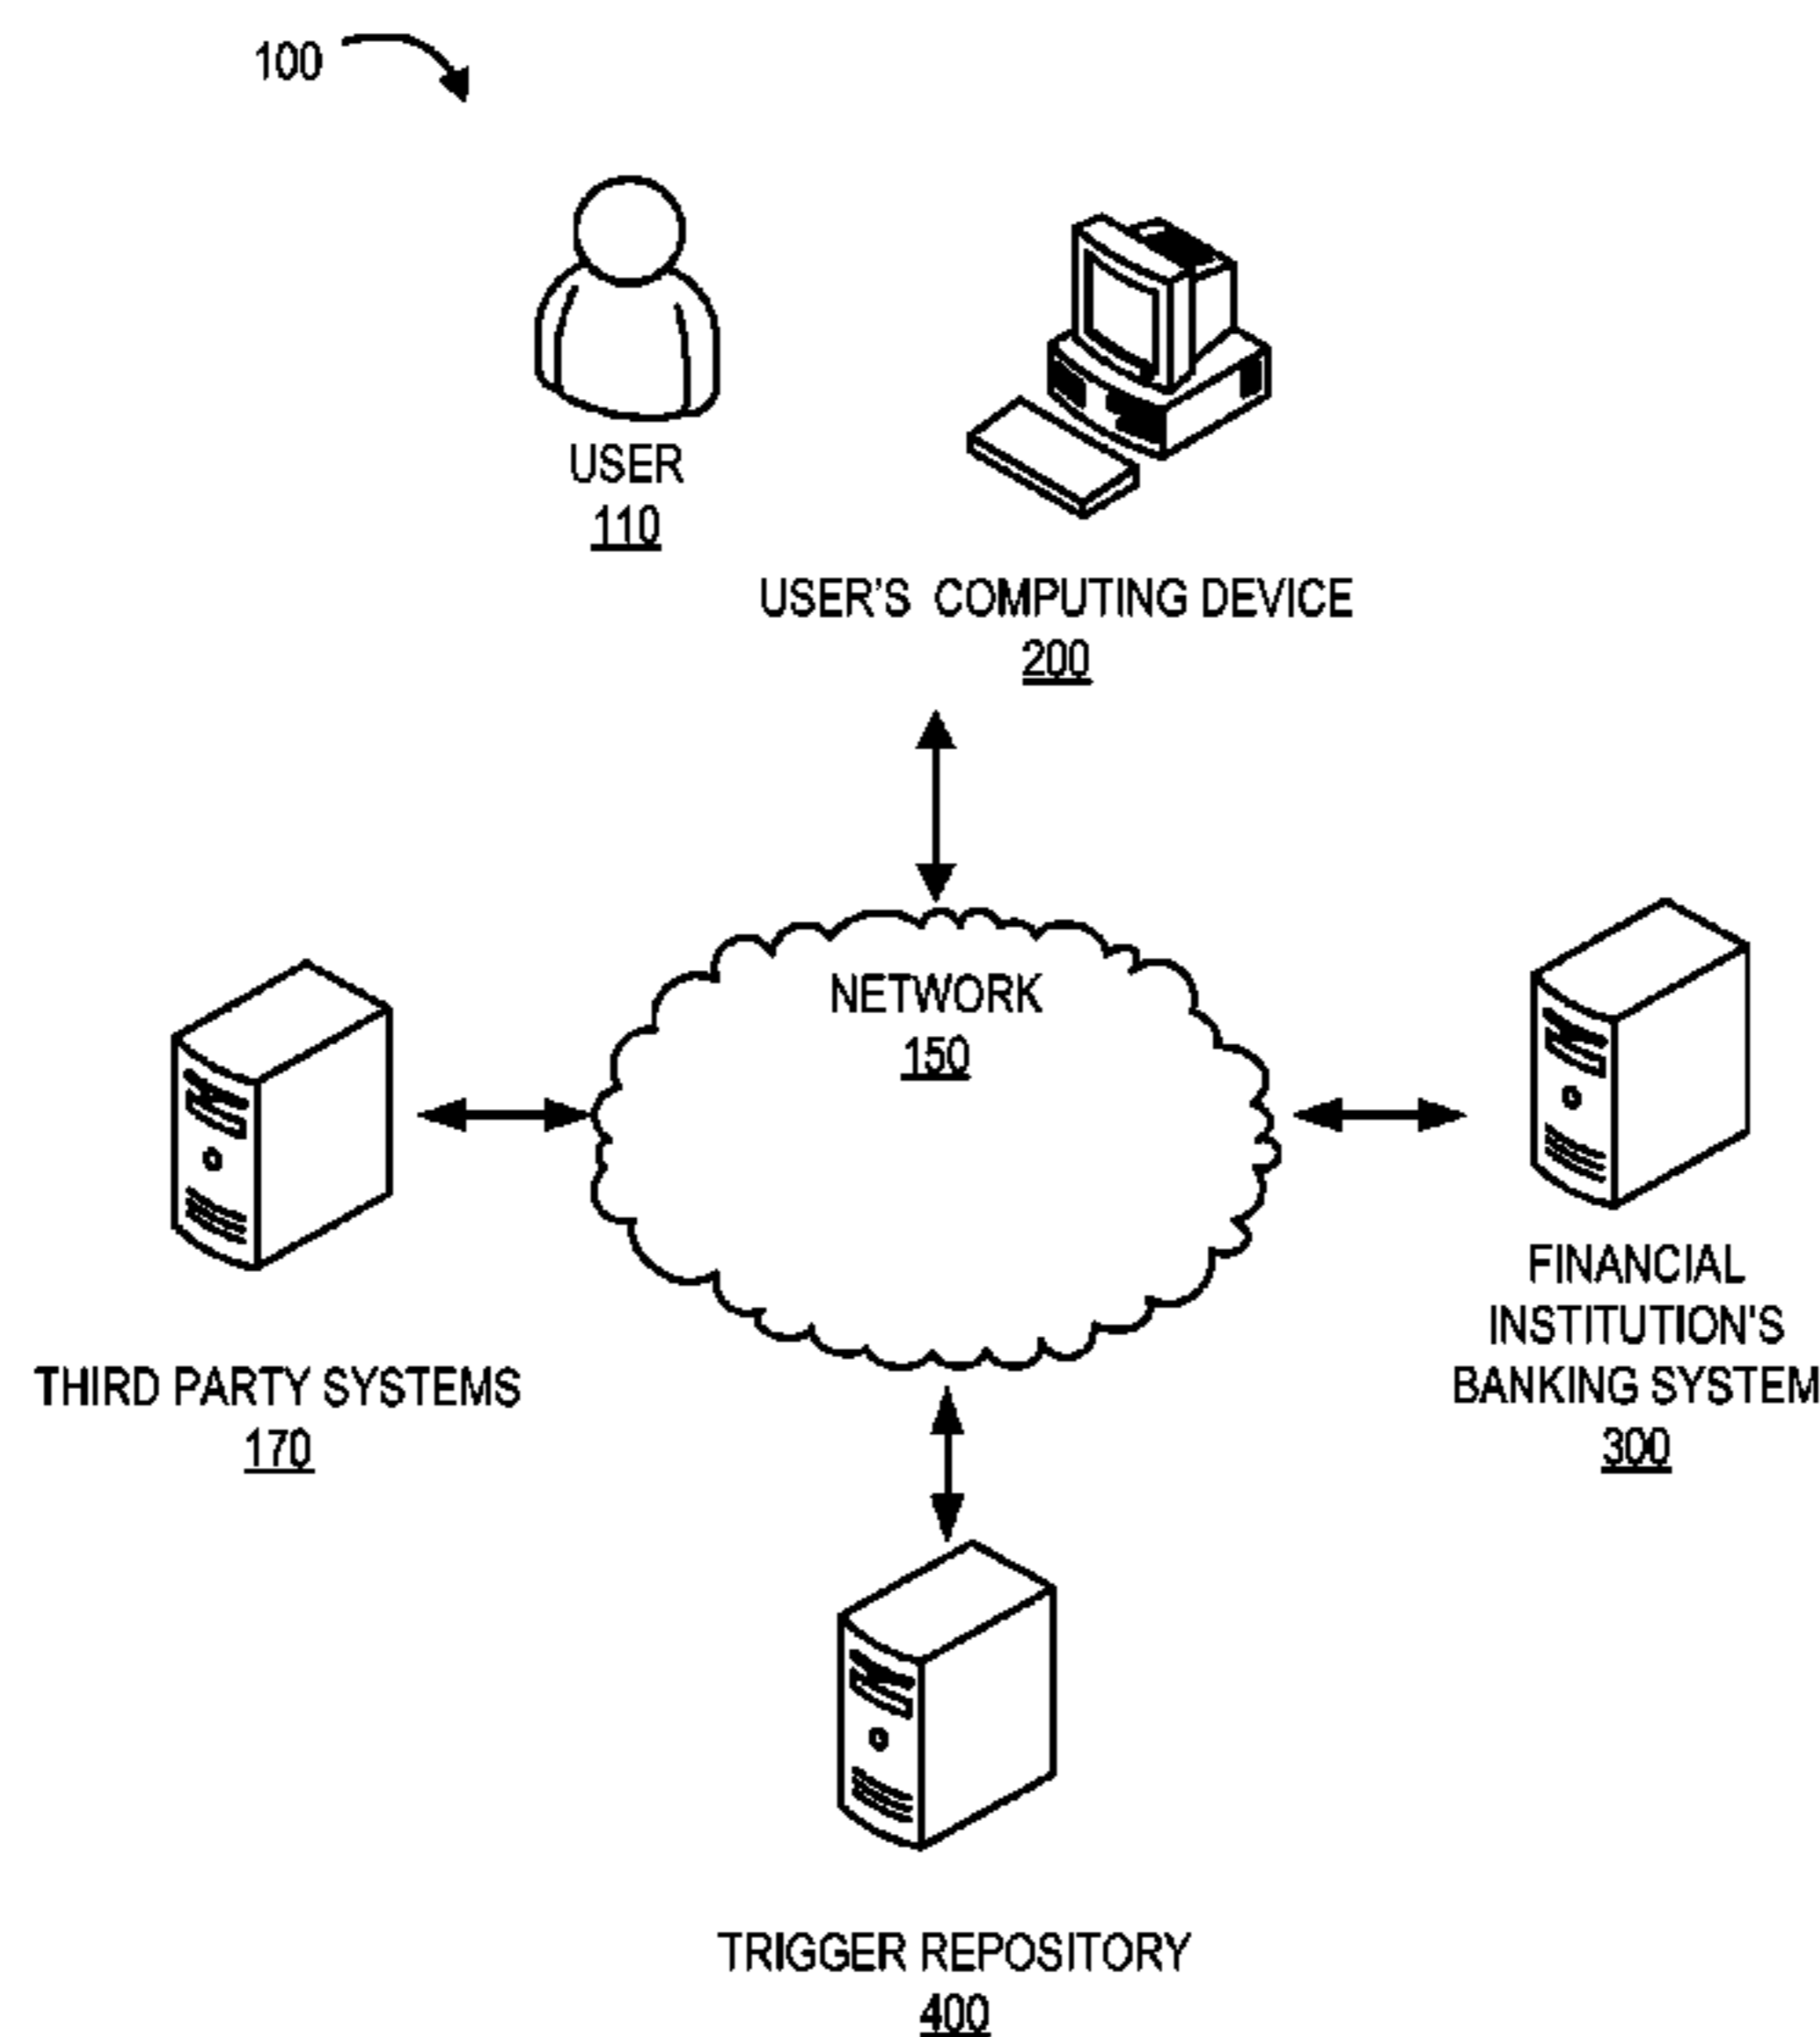 100
USER
110
USER'S COMPUTING DEVICE
200
NETWORK
150
THIRD PARTY SYSTEMS
170
FINANCIAL
INSTITUTION'S
BANKING SYSTEM
300
TRIGGER REPOSITORY
400